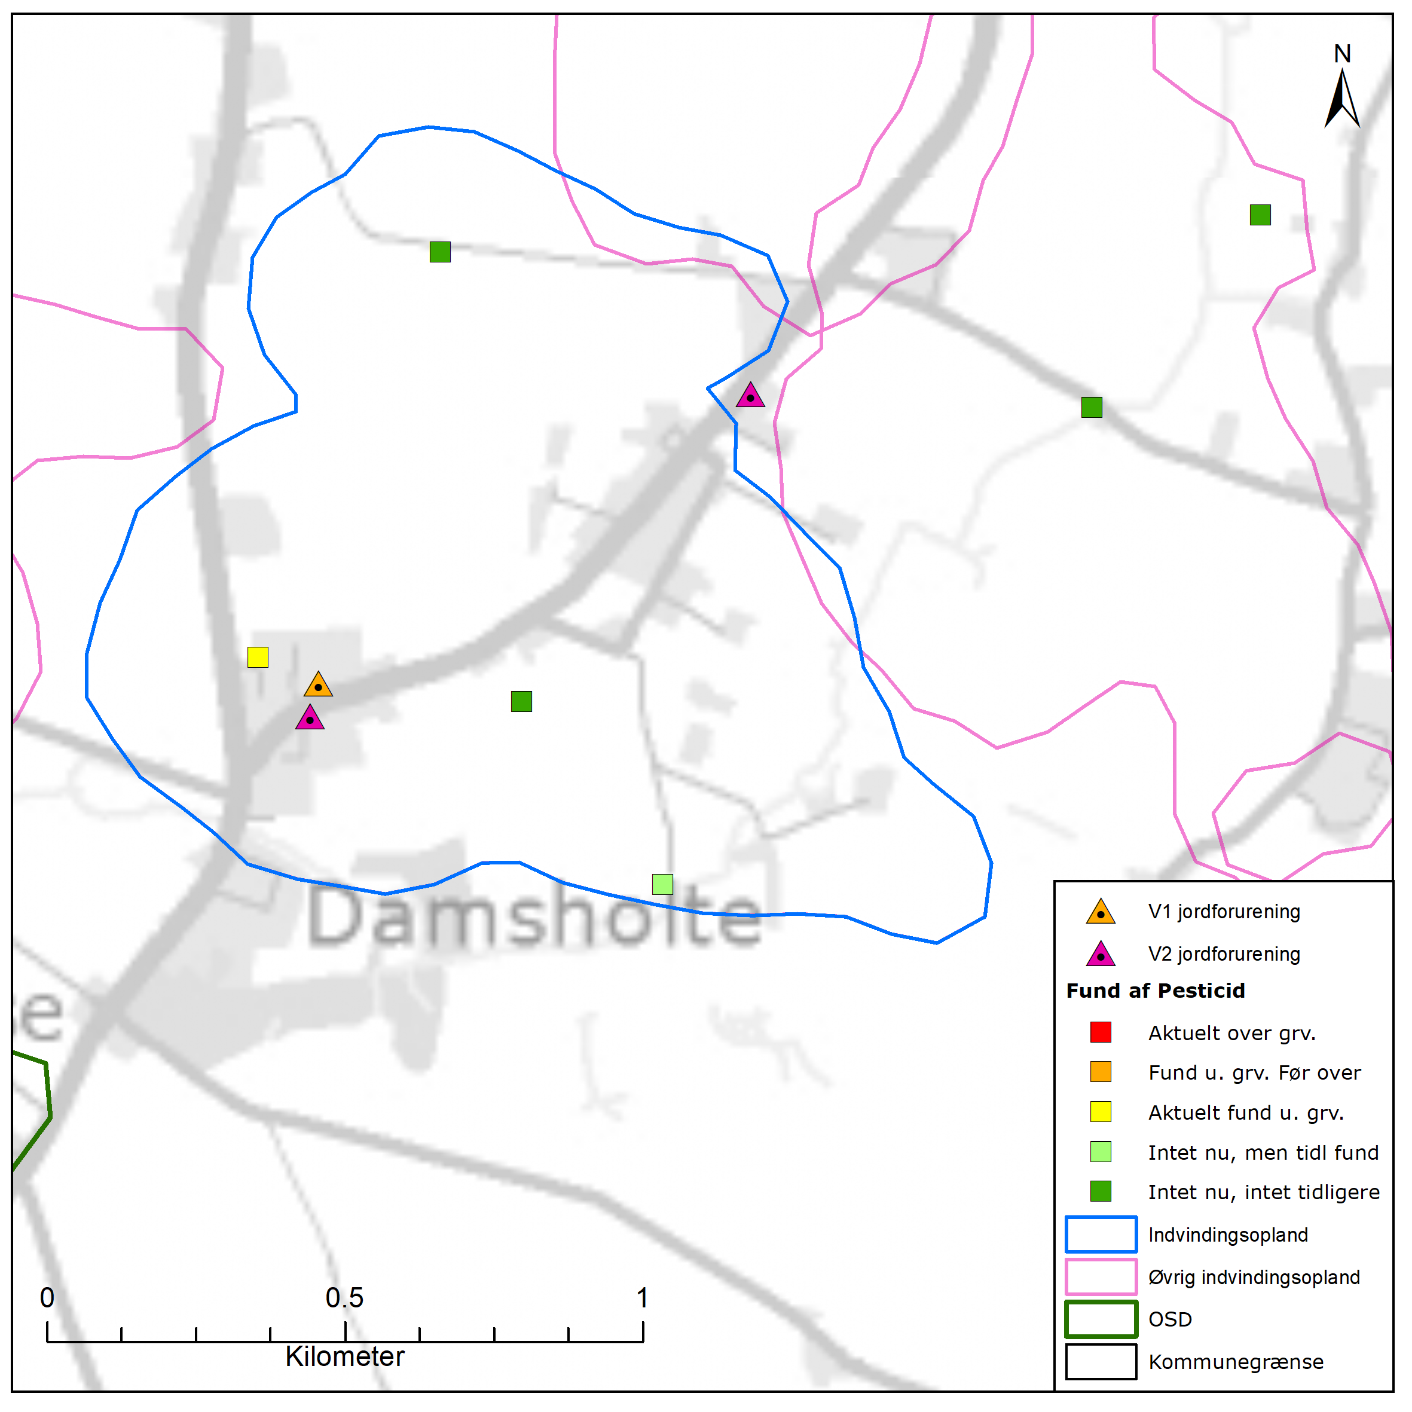 N
Damsholte
se
V1 jordforurening
V2 jordforurening
Fund af Pesticid
Aktuelt over grv.
Fund u. grv. Før over
Aktuelt fund u. grv.
Intet nu, men tidl fund
Intet nu, intet tidligere
Indvindingsopland
Øvrig indvindingsopland
OSD
Kommunegrænse
0 0.5 1
Kilometer